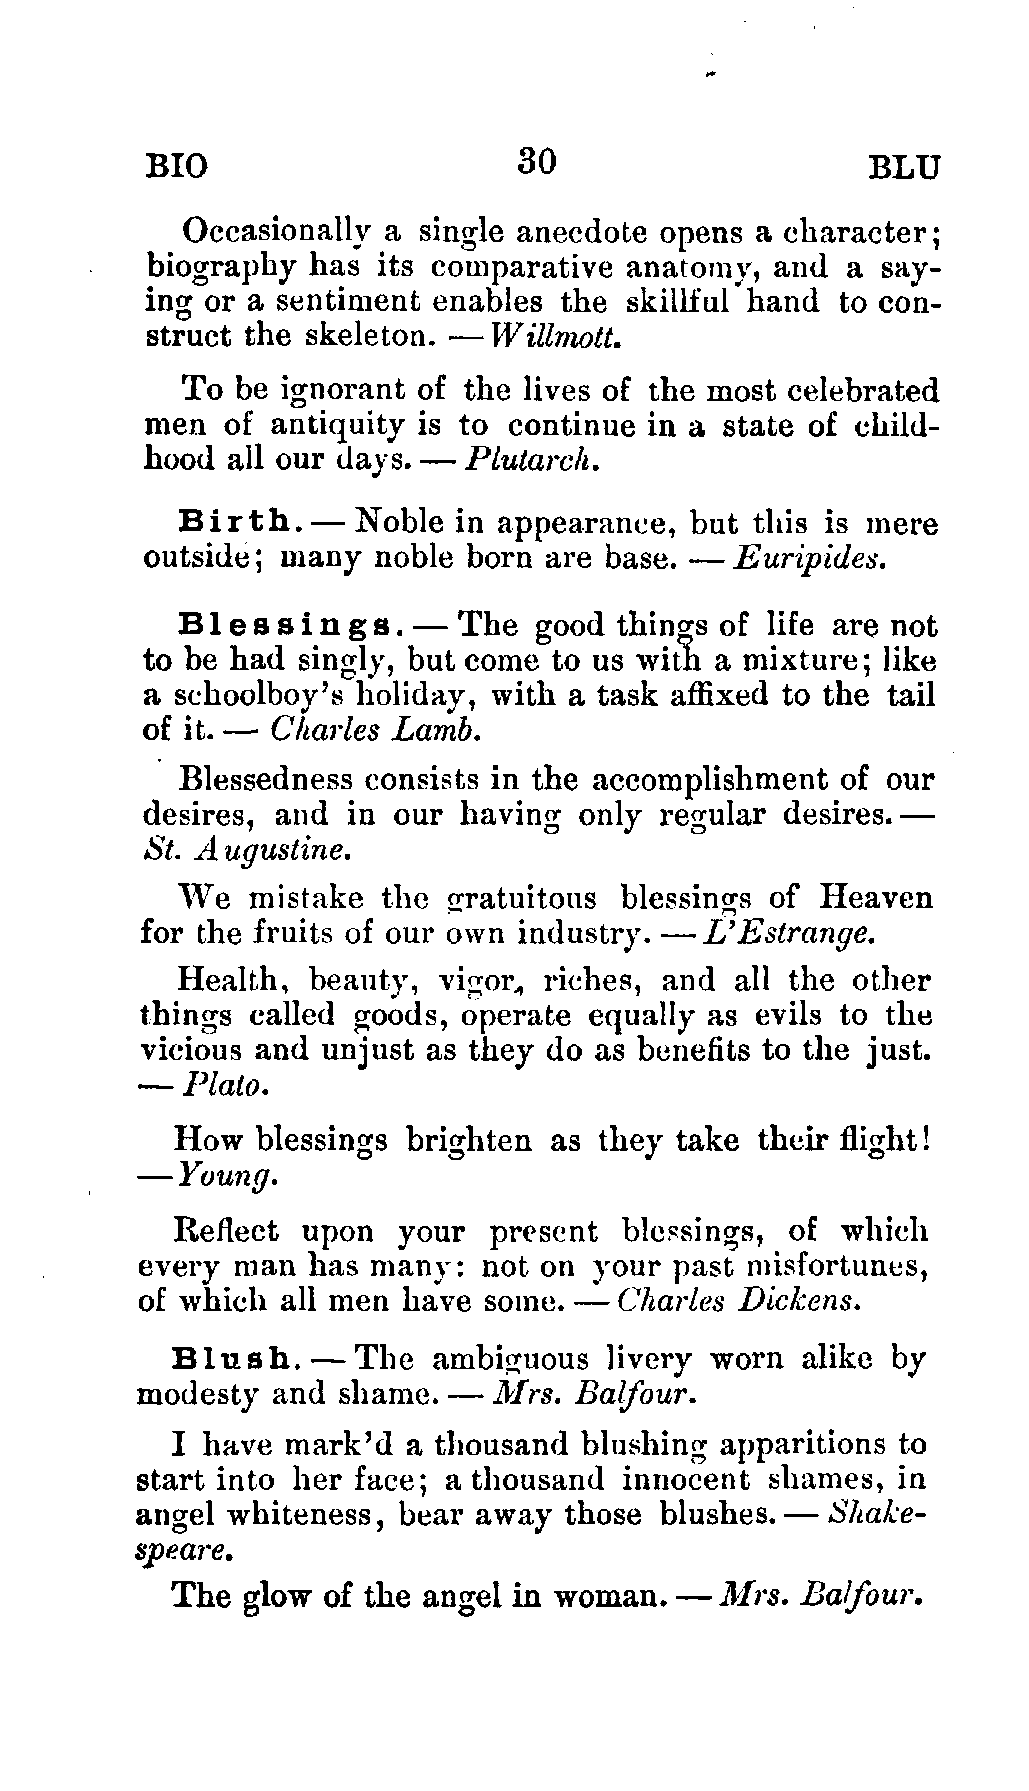 BIO 30 BLU
Occasionally a single anecdote opens a character;
biography has its comparative anatomy, and a say-
ing or a sentiment enables the skillful hand to con-
struct the skeleton. — Willmott.
To be ignorant of the lives of the most celebrated
men of antiquity is to continue in a state of child-
hood all our days. — Plutarch.
Birth. — Noble in appearance, but this is mere
outside; many noble born are base. — Euripides.
Blessings. — The good things of life are not
to be had singly, but come to us with a mixture; like
a schoolboy's holiday, with a task affixed to the tail
of it. — Charles Lamb.
Blessedness consists in the accomplishment of our
desires, and in our having only regular desires. —
St. Augustine.
We mistake the gratuitous blessings of Heaven
for the fruits of our own industry. — L'Estrange.
Health, beauty, vigor, riches, and all the other
things called goods, operate equally as evils to the
vicious and unjust as they do as benefits to the just.
— Plato.
How blessings brighten as they take their flight!
— Young.
Reflect upon your present blessings, of which
every man has many: not on your past misfortunes,
of which all men have some. — Charles Dickens.
Blush. — The ambiguous livery worn alike by
modesty and shame. — Mrs. Balfour.
I have mark'd a thousand blushing apparitions to
start into her face; a thousand innocent shames, in
angel whiteness, bear away those blushes. — Shake-
speare.
The glow of the angel in woman. — Mrs. Balfour.